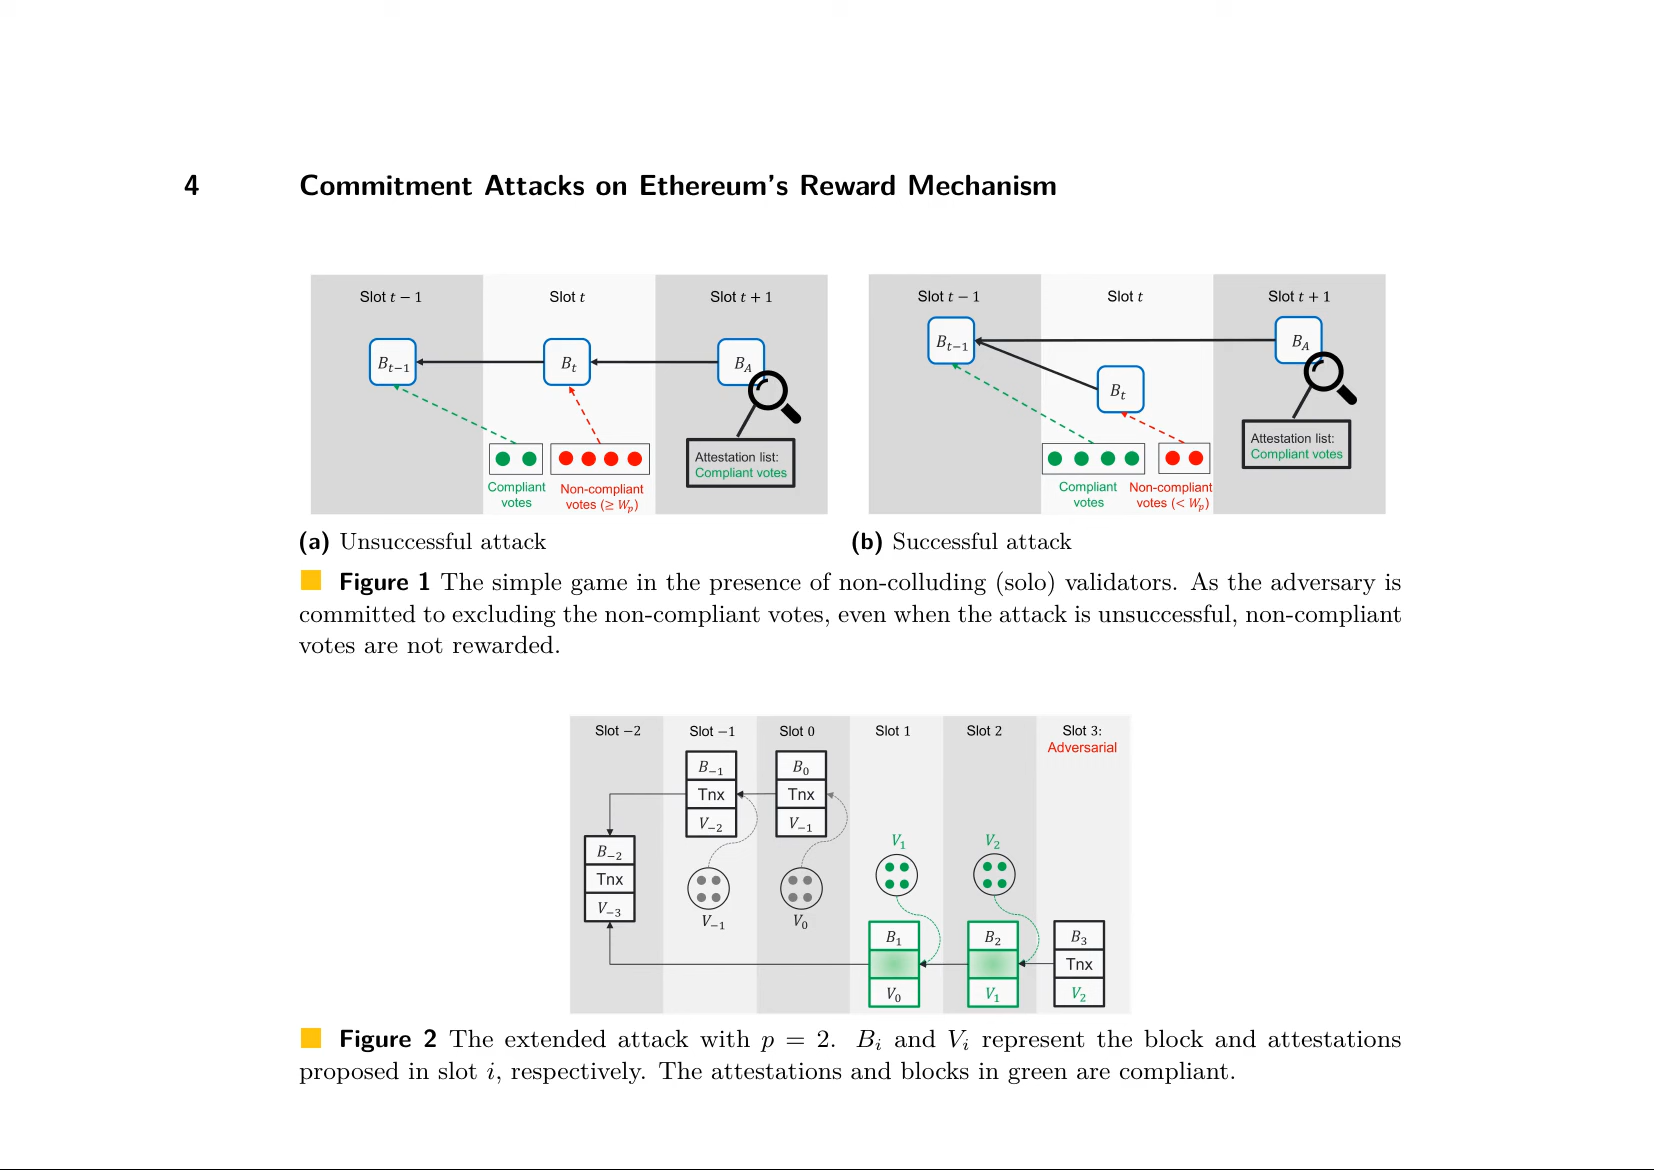 4 Commitment Attacks on Ethereum's Reward Mechanism
Slot t − 1 Slot t Slot t + 1
B_{t−1} B_t B_A
Attestation list:
Compliant votes
Compliant
votes
Non-compliant
votes (≥ W_p)
(a) Unsuccessful attack
Slot t − 1 Slot t Slot t + 1
B_{t−1} B_t B_A
Attestation list:
Compliant votes
Compliant
votes
Non-compliant
votes (< W_p)
(b) Successful attack
Figure 1 The simple game in the presence of non-colluding (solo) validators. As the adversary is
committed to excluding the non-compliant votes, even when the attack is unsuccessful, non-compliant
votes are not rewarded.
Slot −2 Slot −1 Slot 0 Slot 1 Slot 2 Slot 3:
Adversarial
B_{−1} B_0
Tnx Tnx
V_{−2} V_{−1}
V_1 V_2
B_{−2}
Tnx
V_{−3}
V_{−1} V_0
B_1 B_2 B_3
Tnx
V_0 V_1 V_2
Figure 2 The extended attack with p = 2. B_i and V_i represent the block and attestations
proposed in slot i, respectively. The attestations and blocks in green are compliant.